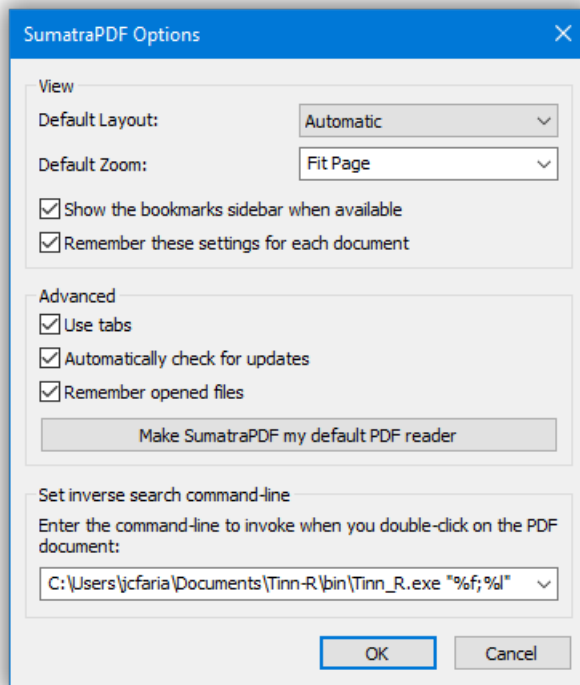 SumatraPDF Options
View
Default Layout:
Automatic
Default Zoom:
Fit Page
Show the bookmarks sidebar when available
Remember these settings for each document
Advanced
Use tabs
Automatically check for updates
Remember opened files
Make SumatraPDF my default PDF reader
Set inverse search command-line
Enter the command-line to invoke when you double-click on the PDF
document:
C:\Users\jcfaria\Documents\Tinn-R\bin\Tinn_R.exe "%f;%l"
OK
Cancel